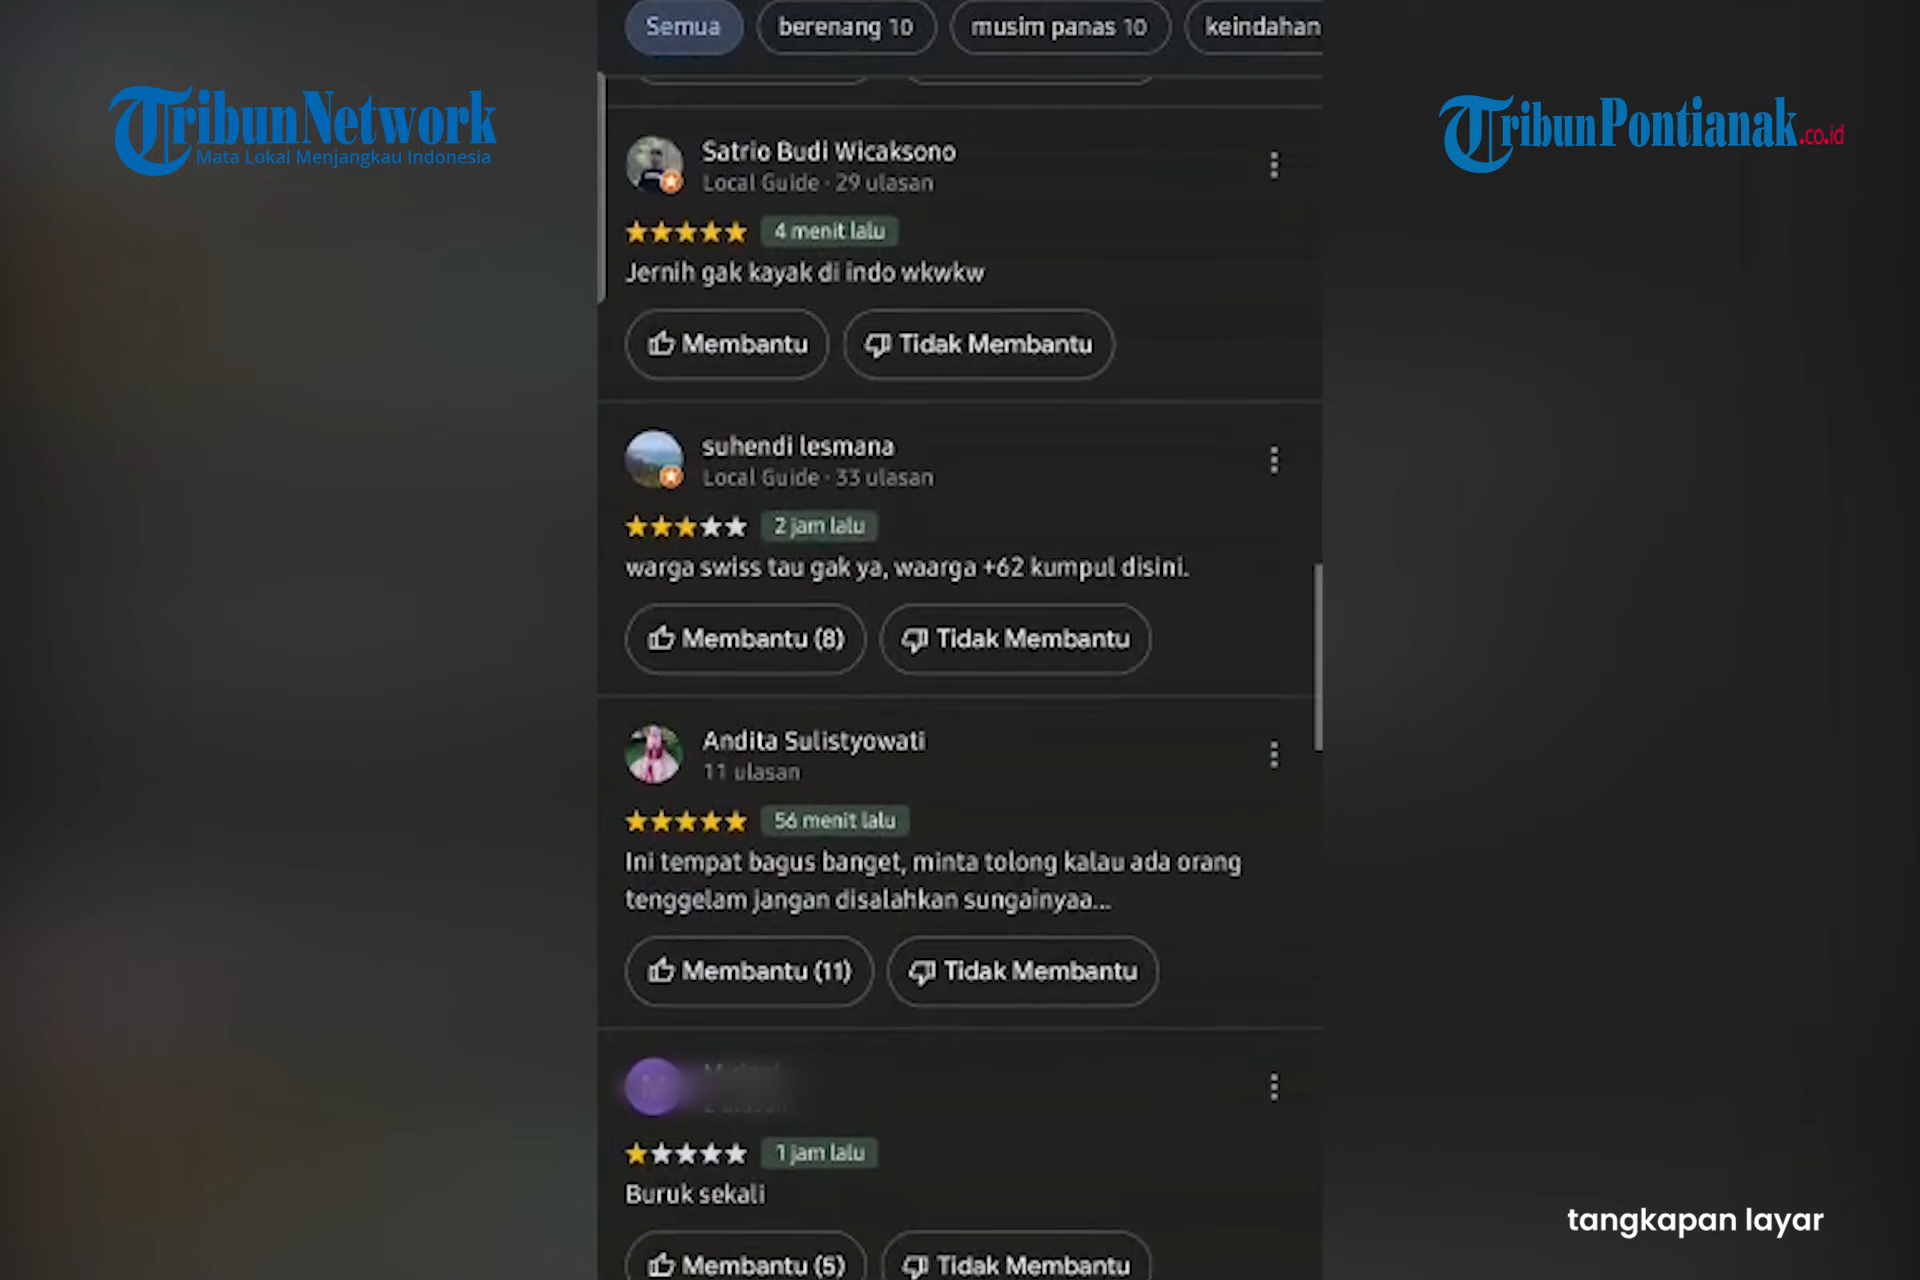 Semua
berenang 10
musim panas 10
keindahan
TribunNetwork
Mata Lokal Menjangkau Indonesia
TribunPontianak.co.id
Satrio Budi Wicaksono
Local Guide · 29 ulasan
4 menit lalu
Jernih gak kayak di indo wkwkw
Membantu
Tidak Membantu
suhendi lesmana
Local Guide · 33 ulasan
2 jam lalu
warga swiss tau gak ya, waarga +62 kumpul disini.
Membantu (8)
Tidak Membantu
Andita Sulistyowati
11 ulasan
56 menit lalu
Ini tempat bagus banget, minta tolong kalau ada orang
tenggelam jangan disalahkan sungainyaa...
Membantu (11)
Tidak Membantu
1 jam lalu
Buruk sekali
Membantu (5)
Tidak Membantu
tangkapan layar